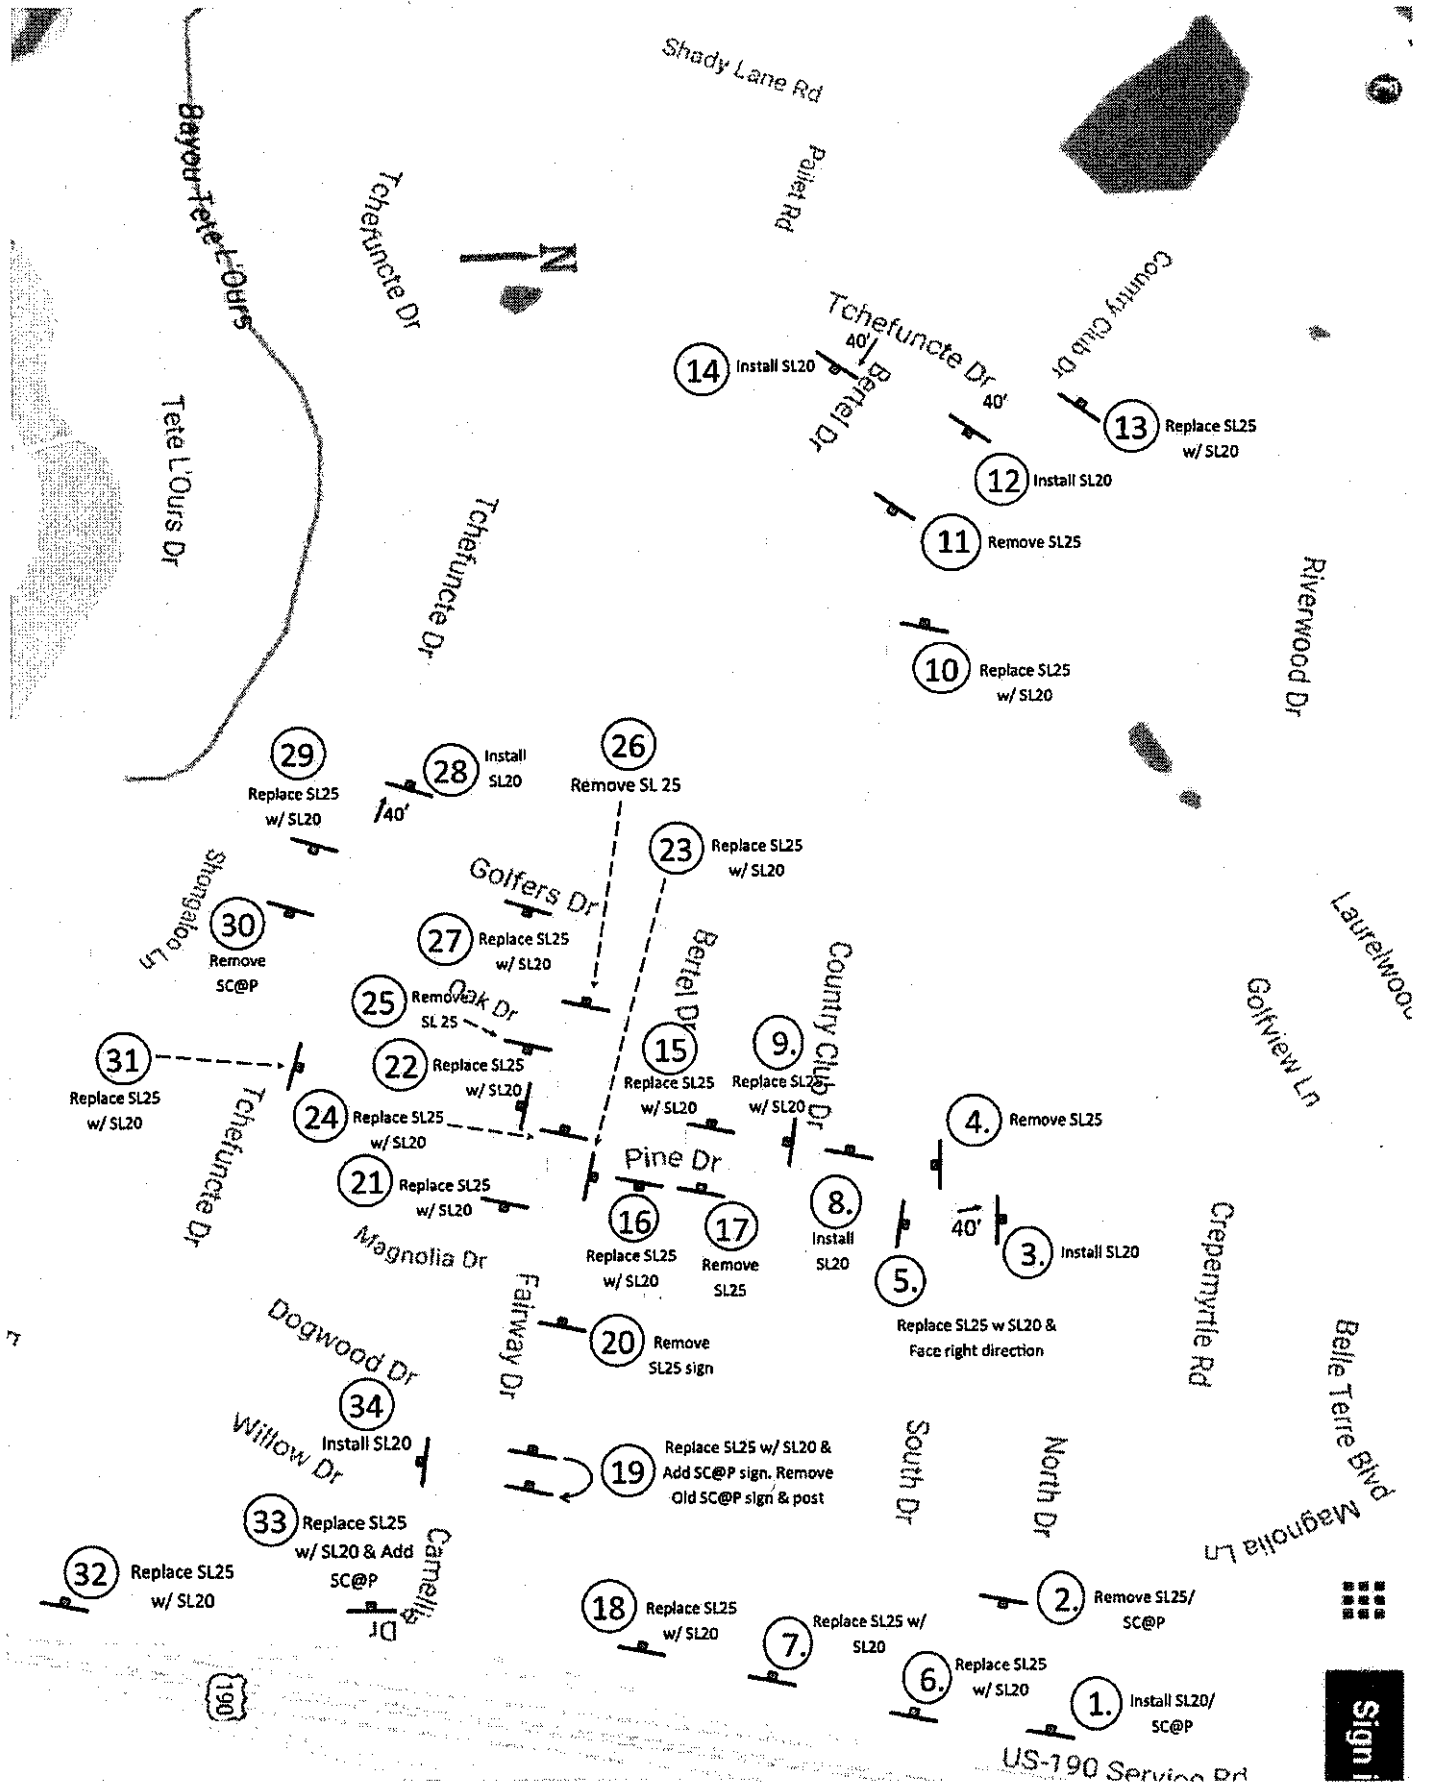 Shady Lane Rd
Pailet Rd
Bayou Tete L'Ours
Tchefuncte Dr
N
Country Club Dr
Tchefuncte Dr
40'
14 Install SL20
Bertel Dr
40'
13 Replace SL25
w/ SL20
Tete L'Ours Dr
12 Install SL20
Tchefuncte Dr
11 Remove SL25
Riverwood Dr
10 Replace SL25
w/ SL20
29
Replace SL25
w/ SL20
28 Install
SL20
40'
26
Remove SL 25
23 Replace SL25
w/ SL20
Shongaloo Ln
Golfers Dr
30
Remove
SC@P
27 Replace SL25
w/ SL20
Bertel Dr
Country Club Dr
Golfview Ln
25 Remove
SL 25
Oak Dr
31
Replace SL25
w/ SL20
22 Replace SL25
w/ SL20
15
Replace SL25
w/ SL20
9.
Replace SL25
w/ SL20
4. Remove SL25
24 Replace SL25
w/ SL20
Tchefuncte Dr
21 Replace SL25
w/ SL20
Pine Dr
16
Replace SL25
w/ SL20
17
Remove
SL25
8.
Install
SL20
40'
3. Install SL20
5.
Replace SL25 w SL20 &
Face right direction
Crepemyrtle Rd
Magnolia Dr
Fairway Dr
Dogwood Dr
20 Remove
SL25 sign
Belle Terre Blvd
34
Install SL20
Willow Dr
19 Replace SL25 w/ SL20 &
Add SC@P sign. Remove
Old SC@P sign & post
South Dr
North Dr
Magnolia Ln
33 Replace SL25
w/ SL20 & Add
SC@P
Camellia
Dr
32 Replace SL25
w/ SL20
18 Replace SL25
w/ SL20
7. Replace SL25 w/
SL20
2. Remove SL25/
SC@P
6. Replace SL25
w/ SL20
1. Install SL20/
SC@P
190
US-190 Service Rd
Sign i